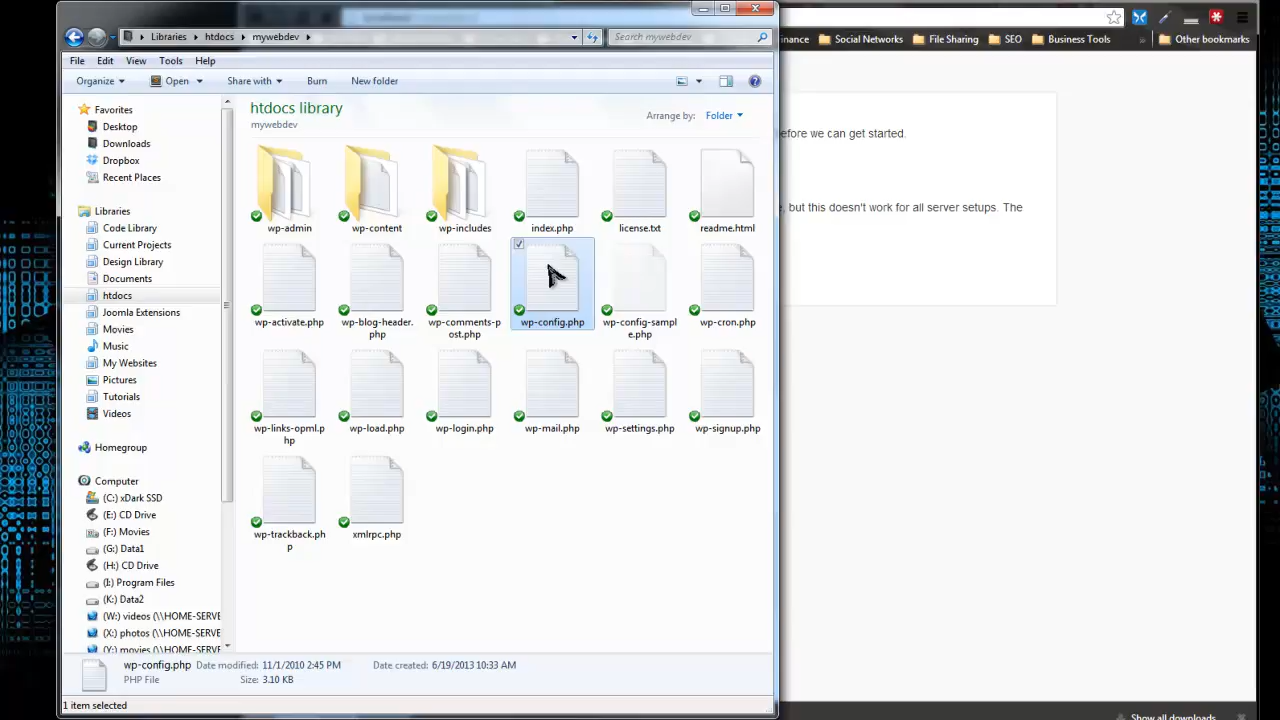 Libraries
htdocs
mywebdev
Search mywebdev
File Edit View Tools Help
Organize Open Share with Burn New folder
htdocs library
mywebdev
Arrange by: Folder
Favorites
Desktop
Downloads
Dropbox
Recent Places
Libraries
Code Library
Current Projects
Design Library
Documents
htdocs
Joomla Extensions
Movies
Music
My Websites
Pictures
Tutorials
Videos
Homegroup
Computer
(C:) xDark SSD
(E:) CD Drive
(F:) Movies
(G:) Data1
(H:) CD Drive
(I:) Program Files
(K:) Data2
(W:) videos (\\HOME-SERVE
(X:) photos (\\HOME-SERVE
(Y:) movies (\\HOME-SERVE
wp-admin
wp-content
wp-includes
index.php
license.txt
readme.html
wp-activate.php
wp-blog-header.
php
wp-comments-p
ost.php
wp-config.php
wp-config-sampl
e.php
wp-cron.php
wp-links-opml.p
hp
wp-load.php
wp-login.php
wp-mail.php
wp-settings.php
wp-signup.php
wp-trackback.ph
p
xmlrpc.php
wp-config.php Date modified: 11/1/2010 2:45 PM Date created: 6/19/2013 10:33 AM
PHP File Size: 3.10 KB
1 item selected
inance Social Networks File Sharing SEO Business Tools » Other bookmarks
efore we can get started.
, but this doesn't work for all server setups. The
Show all downloads